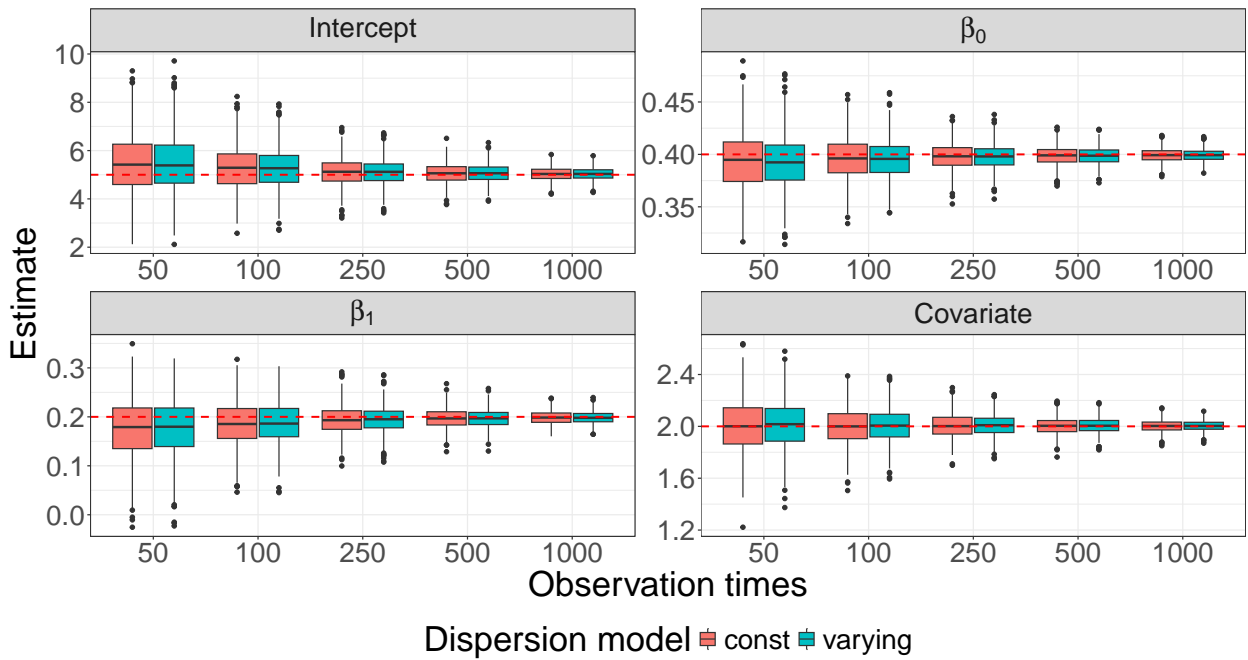 Intercept
β0
10
8
6
4
2
0.45
0.40
0.35
50 100 250 500 1000
50 100 250 500 1000
β1
Covariate
0.3
0.2
0.1
0.0
2.4
2.0
1.6
1.2
50 100 250 500 1000
50 100 250 500 1000
Estimate
Observation times
Dispersion model const varying